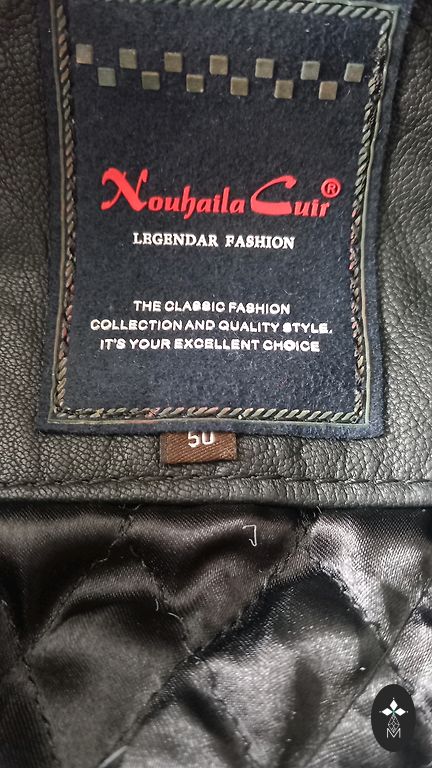 Nouhaila Cuir®
LEGENDAR FASHION
THE CLASSIC FASHION
COLLECTION AND QUALITY STYLE.
IT'S YOUR EXCELLENT CHOICE
50
M